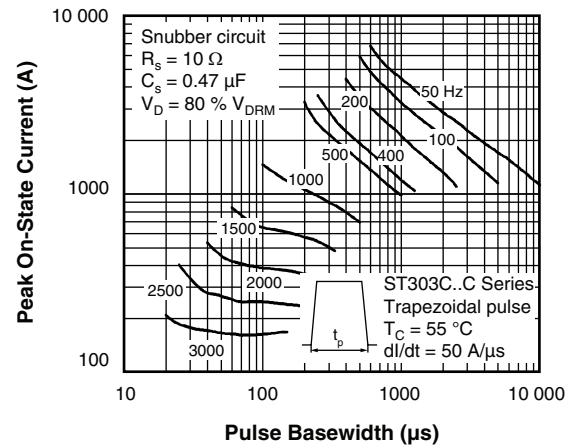 10 000
1000
100
Peak On-State Current (A)
Snubber circuit
Rs = 10 Ω
Cs = 0.47 µF
VD = 80 % VDRM
50 Hz
100
200
400
500
1000
1500
2000
2500
3000
tp
ST303C..C Series
Trapezoidal pulse
TC = 55 °C
dI/dt = 50 A/µs
10
100
1000
10 000
Pulse Basewidth (µs)